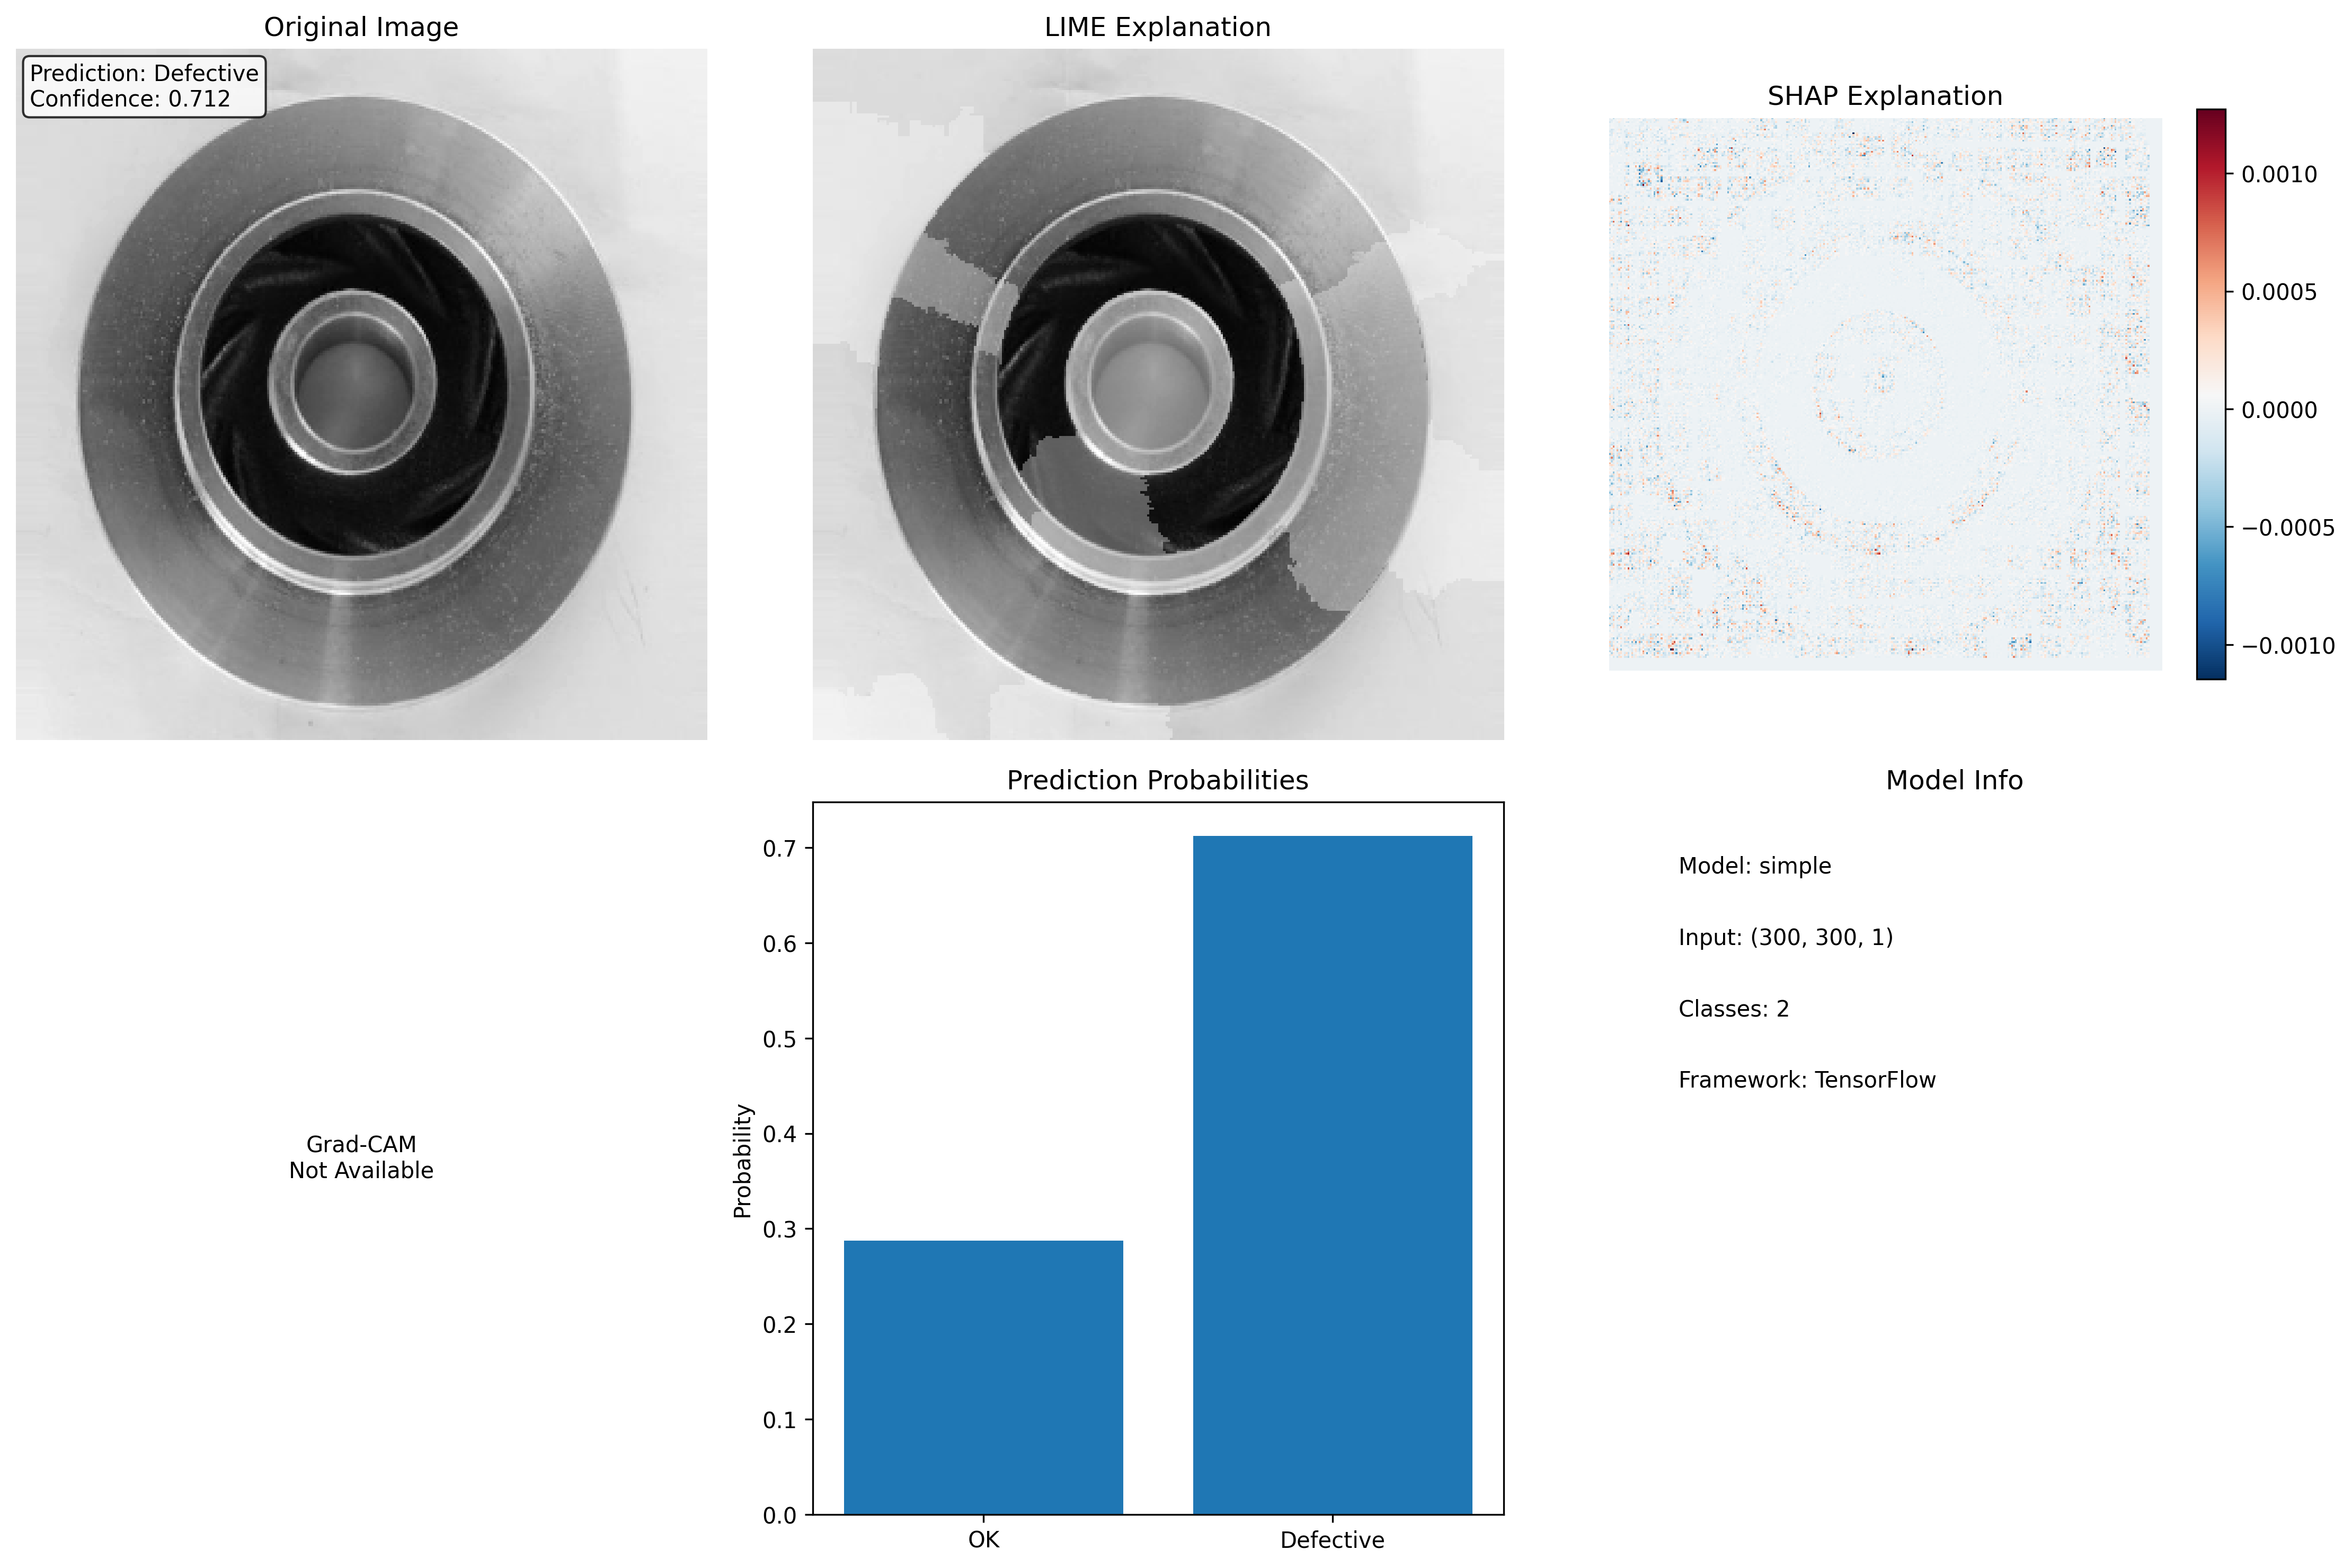 Original Image
Prediction: Defective
Confidence: 0.712
LIME Explanation
SHAP Explanation
0.0010
0.0005
0.0000
−0.0005
−0.0010
Grad-CAM
Not Available
Prediction Probabilities
Probability
0.7
0.6
0.5
0.4
0.3
0.2
0.1
0.0
OK
Defective
Model Info
Model: simple
Input: (300, 300, 1)
Classes: 2
Framework: TensorFlow